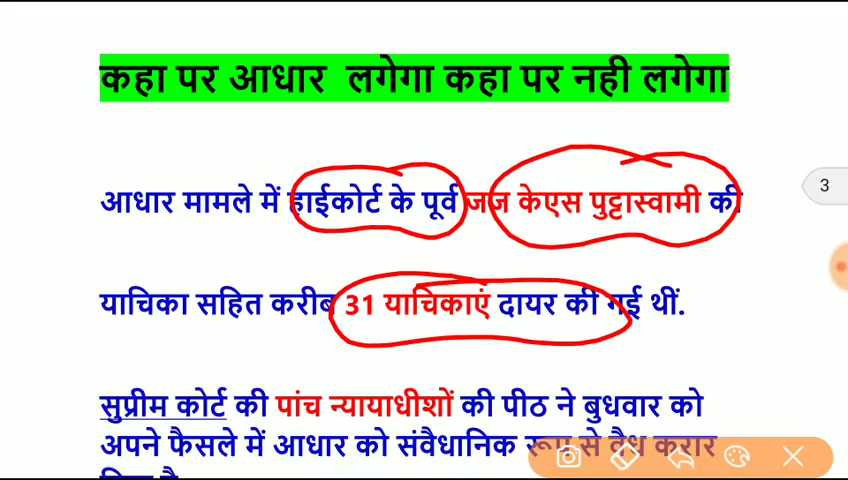 कहा पर आधार लगेगा कहा पर नही लगेगा
आधार मामले में हाईकोर्ट के पूर्व जज केएस पुट्टास्वामी की
3
याचिका सहित करीब 31 याचिकाएं दायर की गई थीं.
सुप्रीम कोर्ट की पांच न्यायाधीशों की पीठ ने बुधवार को
अपने फैसले में आधार को संवैधानिक रूप से वैध करार